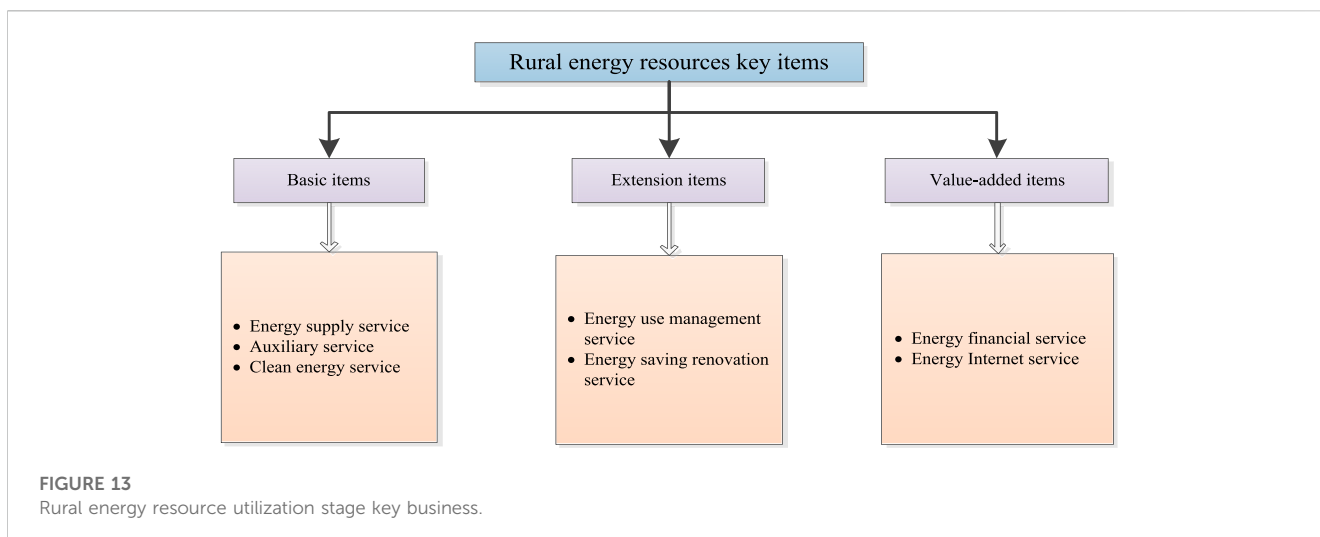 Rural energy resources key items
Basic items
Extension items
Value-added items
• Energy supply service
• Auxiliary service
• Clean energy service
• Energy use management
service
• Energy saving renovation
service
• Energy financial service
• Energy Internet service
FIGURE 13
Rural energy resource utilization stage key business.